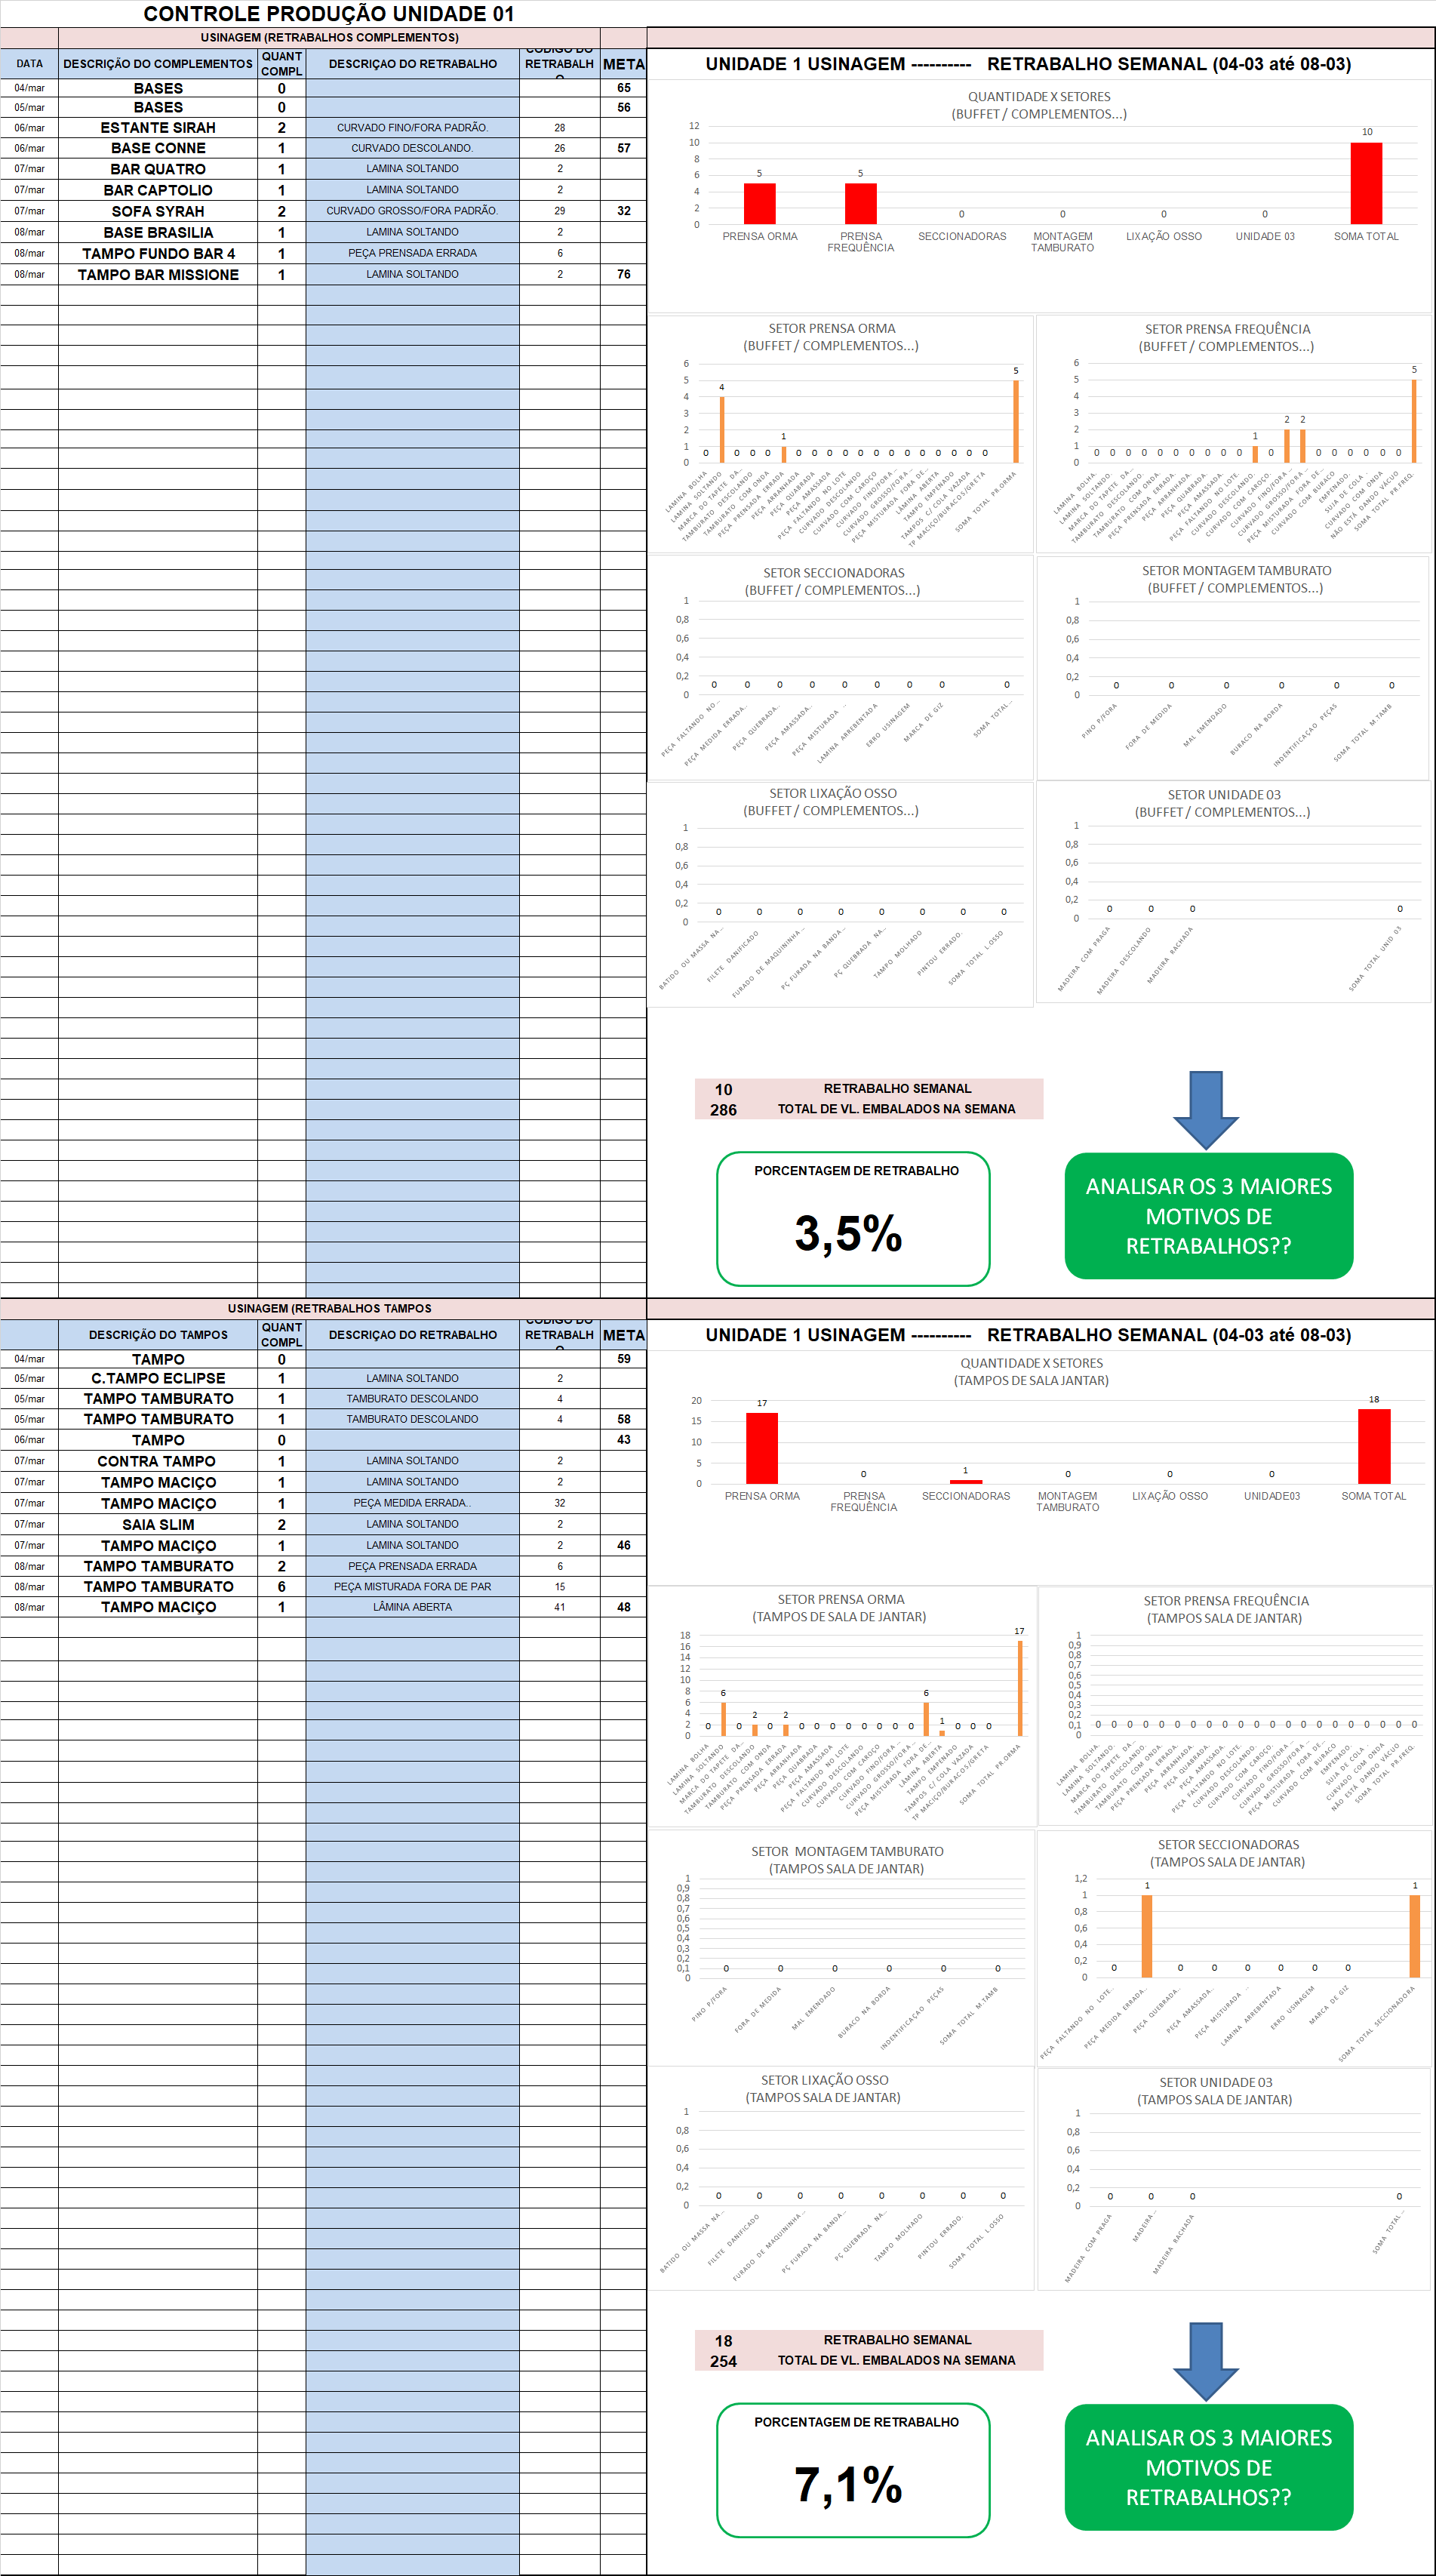 CONTROLE PRODUÇÃO UNIDADE 01
USINAGEM (RETRABALHOS COMPLEMENTOS)
DATA DESCRIÇÃO DO COMPLEMENTOS QUANT COMPL DESCRIÇAO DO RETRABALHO CODIGO DO RETRABALHO META
04/mar BASES 0 65
05/mar BASES 0 56
06/mar ESTANTE SIRAH 2 CURVADO FINO/FORA PADRÃO. 28
06/mar BASE CONNE 1 CURVADO DESCOLANDO. 26 57
07/mar BAR QUATRO 1 LAMINA SOLTANDO 2
07/mar BAR CAPTOLIO 1 LAMINA SOLTANDO 2
07/mar SOFA SYRAH 2 CURVADO GROSSO/FORA PADRÃO. 29 32
08/mar BASE BRASILIA 1 LAMINA SOLTANDO 2
08/mar TAMPO FUNDO BAR 4 1 PEÇA PRENSADA ERRADA 6
08/mar TAMPO BAR MISSIONE 1 LAMINA SOLTANDO 2 76
UNIDADE 1 USINAGEM ---------- RETRABALHO SEMANAL (04-03 até 08-03)
QUANTIDADE X SETORES
(BUFFET / COMPLEMENTOS...)
12
10
8
6
4
2
0
5 5 0 0 0 0 10
PRENSA ORMA PRENSA FREQUÊNCIA SECCIONADORAS MONTAGEM TAMBURATO LIXAÇÃO OSSO UNIDADE 03 SOMA TOTAL
SETOR PRENSA ORMA
(BUFFET / COMPLEMENTOS...)
6
5
4
3
2
1
0
0 4 0 0 0 1 0 0 0 0 0 0 0 0 0 0 0 0 0 5
LAMINA BOLHA
LAMINA SOLTANDO
MARCA DO TAPETE DA...
TAMBURATO DESCOLANDO
TAMBURATO COM ONDA
PEÇA PRENSADA ERRADA
PEÇA ARRANHADA
PEÇA QUABRADA
PEÇA AMASSADA
PEÇA FALTANDO NO LOTE
CURVADO DESCOLANDO
CURVADO COM CAROÇO
CURVADO FINO/FORA...
CURVADO GROSSO/FORA...
PEÇA MISTURADA FORA DE...
LÂMINA ABERTA
TAMPO EMPENADO
TAMPOS C/ COLA VAZADA
TP MACIÇO/BURACOS/GRETA
SOMA TOTAL PR.ORMA
SETOR PRENSA FREQUÊNCIA
(BUFFET / COMPLEMENTOS...)
6
5
4
3
2
1
0
0 0 0 0 0 0 0 0 0 0 1 0 2 2 0 0 0 0 0 0 5
LAMINA BOLHA.
LAMINA SOLTANDO.
MARCA DO TAPETE DA...
TAMBURATO DESCOLANDO.
TAMBURATO COM ONDA.
PEÇA PRENSADA ERRADA.
PEÇA ARRANHADA.
PEÇA QUABRADA.
PEÇA AMASSADA.
PEÇA FALTANDO NO LOTE.
CURVADO DESCOLANDO.
CURVADO COM CAROÇO.
CURVADO FINO/FORA...
CURVADO GROSSO/FORA...
PEÇA MISTURADA FORA DE...
CURVADO COM BURACO
EMPENADO.
SUJA DE COLA .
CURVADO COM ONDA
NÃO ESTÁ DANDO VÁCUO
SOMA TOTAL PR FREQ.
SETOR SECCIONADORAS
(BUFFET / COMPLEMENTOS...)
1
0,8
0,6
0,4
0,2
0
0 0 0 0 0 0 0 0 0
PEÇA FALTANDO NO...
PEÇA MEDIDA ERRADA..
PEÇA QUEBRADA..
PEÇA AMASSADA..
PEÇA MISTURADA ...
LAMINA ARREBENTADA
ERRO USINAGEM
MARCA DE GIZ
SOMA TOTAL...
SETOR MONTAGEM TAMBURATO
(BUFFET / COMPLEMENTOS...)
1
0,8
0,6
0,4
0,2
0
0 0 0 0 0 0
PINO P/FORA
FORA DE MEDIDA
MAL EMENDADO
BURACO NA BORDA
INDENTIFICAÇAO PEÇAS
SOMA TOTAL M.TAMB
SETOR LIXAÇÃO OSSO
(BUFFET / COMPLEMENTOS...)
1
0,8
0,6
0,4
0,2
0
0 0 0 0 0 0 0 0
BATIDO OU MASSA NA...
FILETE DANIFICADO
FURADO DE MAQUININHA...
PÇ FURADA NA BANDA...
PÇ QUEBRADA NA...
TAMPO MOLHADO
PINTOU ERRADO.
SOMA TOTAL L.OSSO
SETOR UNIDADE 03
(BUFFET / COMPLEMENTOS...)
1
0,8
0,6
0,4
0,2
0
0 0 0 0
MADEIRA COM PRAGA
MADEIRA DESCOLANDO
MADEIRA RACHADA
SOMA TOTAL UNID 03
10 RETRABALHO SEMANAL
286 TOTAL DE VL. EMBALADOS NA SEMANA
PORCENTAGEM DE RETRABALHO
3,5%
ANALISAR OS 3 MAIORES
MOTIVOS DE
RETRABALHOS??
USINAGEM (RETRABALHOS TAMPOS
DESCRIÇÃO DO TAMPOS QUANT COMPL DESCRIÇAO DO RETRABALHO CODIGO DO RETRABALHO META
04/mar TAMPO 0 59
05/mar C.TAMPO ECLIPSE 1 LAMINA SOLTANDO 2
05/mar TAMPO TAMBURATO 1 TAMBURATO DESCOLANDO 4
05/mar TAMPO TAMBURATO 1 TAMBURATO DESCOLANDO 4 58
06/mar TAMPO 0 43
07/mar CONTRA TAMPO 1 LAMINA SOLTANDO 2
07/mar TAMPO MACIÇO 1 LAMINA SOLTANDO 2
07/mar TAMPO MACIÇO 1 PEÇA MEDIDA ERRADA.. 32
07/mar SAIA SLIM 2 LAMINA SOLTANDO 2
07/mar TAMPO MACIÇO 1 LAMINA SOLTANDO 2 46
08/mar TAMPO TAMBURATO 2 PEÇA PRENSADA ERRADA 6
08/mar TAMPO TAMBURATO 6 PEÇA MISTURADA FORA DE PAR 15
08/mar TAMPO MACIÇO 1 LÂMINA ABERTA 41 48
UNIDADE 1 USINAGEM ---------- RETRABALHO SEMANAL (04-03 até 08-03)
QUANTIDADE X SETORES
(TAMPOS DE SALA JANTAR)
20
15
10
5
0
17 0 1 0 0 0 18
PRENSA ORMA PRENSA FREQUÊNCIA SECCIONADORAS MONTAGEM TAMBURATO LIXAÇÃO OSSO UNIDADE03 SOMA TOTAL
SETOR PRENSA ORMA
(TAMPOS DE SALA DE JANTAR)
18
16
14
12
10
8
6
4
2
0
0 6 0 2 0 2 0 0 0 0 0 0 0 0 6 1 0 0 0 17
LAMINA BOLHA
LAMINA SOLTANDO
MARCA DO TAPETE DA...
TAMBURATO DESCOLANDO
TAMBURATO COM ONDA
PEÇA PRENSADA ERRADA
PEÇA ARRANHADA
PEÇA QUABRADA
PEÇA AMASSADA
PEÇA FALTANDO NO LOTE
CURVADO DESCOLANDO
CURVADO COM CAROÇO
CURVADO FINO/FORA...
CURVADO GROSSO/FORA...
PEÇA MISTURADA FORA DE...
LÂMINA ABERTA
TAMPO EMPENADO
TAMPOS C/ COLA VAZADA
TP MACIÇO/BURACOS/GRETA
SOMA TOTAL PR.ORMA
SETOR PRENSA FREQUÊNCIA
(TAMPOS SALA DE JANTAR)
1
0,9
0,8
0,7
0,6
0,5
0,4
0,3
0,2
0,1
0
0 0 0 0 0 0 0 0 0 0 0 0 0 0 0 0 0 0 0 0 0
LAMINA BOLHA.
LAMINA SOLTANDO.
MARCA DO TAPETE DA...
TAMBURATO DESCOLANDO.
TAMBURATO COM ONDA.
PEÇA PRENSADA ERRADA.
PEÇA ARRANHADA.
PEÇA QUABRADA.
PEÇA AMASSADA.
PEÇA FALTANDO NO LOTE.
CURVADO DESCOLANDO.
CURVADO COM CAROÇO.
CURVADO FINO/FORA...
CURVADO GROSSO/FORA...
PEÇA MISTURADA FORA DE...
CURVADO COM BURACO
EMPENADO.
SUJA DE COLA .
CURVADO COM ONDA
NÃO ESTÁ DANDO VÁCUO
SOMA TOTAL PR FREQ.
SETOR MONTAGEM TAMBURATO
(TAMPOS SALA DE JANTAR)
1
0,9
0,8
0,7
0,6
0,5
0,4
0,3
0,2
0,1
0
0 0 0 0 0 0
PINO P/FORA
FORA DE MEDIDA
MAL EMENDADO
BURACO NA BORDA
INDENTIFICAÇAO PEÇAS
SOMA TOTAL M.TAMB
SETOR SECCIONADORAS
(TAMPOS SALA DE JANTAR)
1,2
1
0,8
0,6
0,4
0,2
0
0 1 0 0 0 0 0 0 1
PEÇA FALTANDO NO LOTE..
PEÇA MEDIDA ERRADA..
PEÇA QUEBRADA..
PEÇA AMASSADA..
PEÇA MISTURADA ...
LAMINA ARREBENTADA
ERRO USINAGEM
MARCA DE GIZ
SOMA TOTAL SECCIONADORA
SETOR LIXAÇÃO OSSO
(TAMPOS SALA DE JANTAR)
1
0,8
0,6
0,4
0,2
0
0 0 0 0 0 0 0 0
BATIDO OU MASSA NA...
FILETE DANIFICADO
FURADO DE MAQUININHA...
PÇ FURADA NA BANDA...
PÇ QUEBRADA NA...
TAMPO MOLHADO
PINTOU ERRADO.
SOMA TOTAL L.OSSO
SETOR UNIDADE 03
(TAMPOS SALA DE JANTAR)
1
0,8
0,6
0,4
0,2
0
0 0 0 0
MADEIRA COM PRAGA
MADEIRA...
MADEIRA RACHADA
SOMA TOTAL...
18 RETRABALHO SEMANAL
254 TOTAL DE VL. EMBALADOS NA SEMANA
PORCENTAGEM DE RETRABALHO
7,1%
ANALISAR OS 3 MAIORES
MOTIVOS DE
RETRABALHOS??